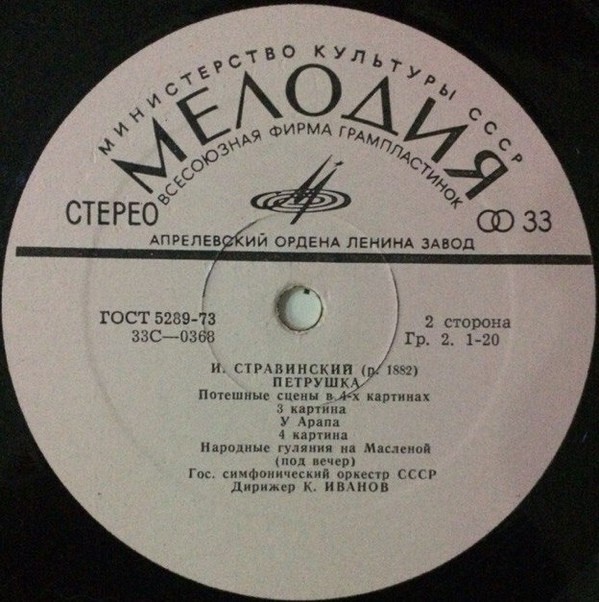 МИНИСТЕРСТВО КУЛЬТУРЫ СССР
МЕЛОДИЯ
ВСЕСОЮЗНАЯ ФИРМА ГРАМПЛАСТИНОК
СТЕРЕО
33
АПРЕЛЕВСКИЙ ОРДЕНА ЛЕНИНА ЗАВОД
ГОСТ 5289-73
33С—0368
2 сторона
Гр. 2. 1-20
И. СТРАВИНСКИЙ (р. 1882)
ПЕТРУШКА
Потешные сцены в 4-х картинах
3 картина
У Арапа
4 картина
Народные гуляния на Масленой
(под вечер)
Гос. симфонический оркестр СССР
Дирижер К. ИВАНОВ